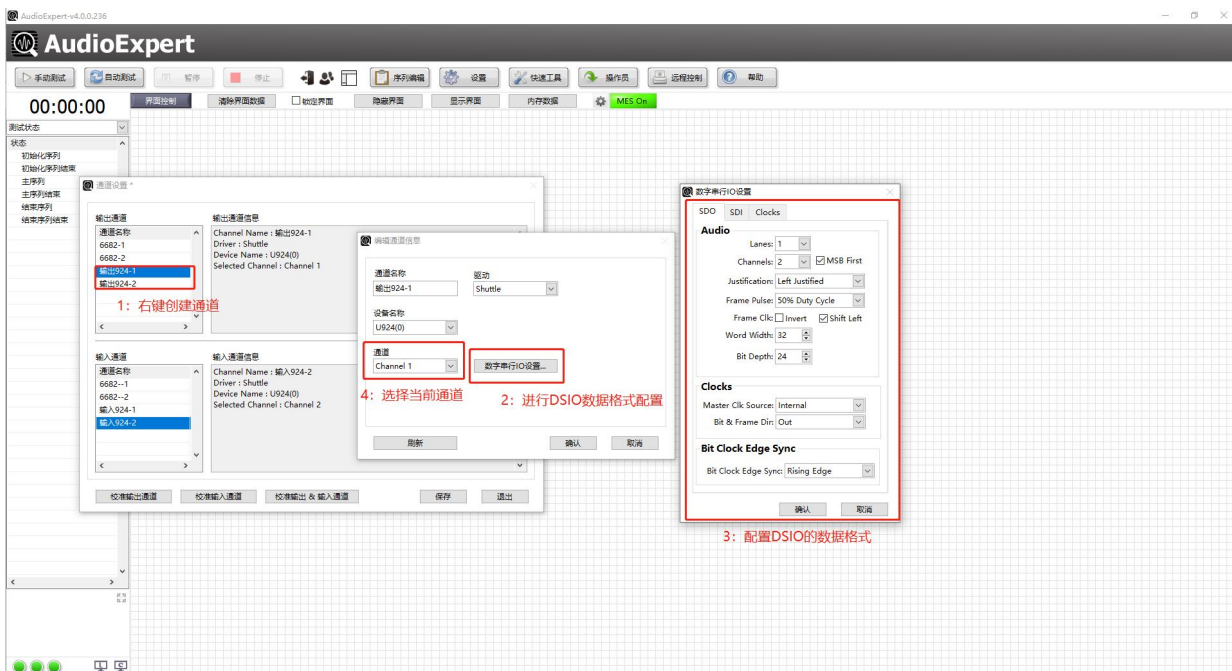 AudioExpert-v4.0.0.236
AudioExpert
手动测试
自动测试
暂停
停止
序列编辑
设置
快速工具
操作员
远程控制
帮助
00:00:00
界面控制
清除界面数据
锁定界面
隐藏界面
显示界面
内存数据
MES On
测试状态
状态
初始化序列
初始化序列结束
主序列
主序列结束
结束序列
结束序列结束
通道设置 *
输出通道
通道名称
6682-1
6682-2
输出924-1
输出924-2
1：右键创建通道
输出通道信息
Channel Name : 输出924-1
Driver : Shuttle
Device Name : U924(0)
Selected Channel : Channel 1
输入通道
通道名称
6682--1
6682--2
输入924-1
输入924-2
输入通道信息
Channel Name : 输入924-2
Driver : Shuttle
Device Name : U924(0)
Selected Channel : Channel 2
校准输出通道
校准输入通道
校准输出 & 输入通道
保存
退出
编辑通道信息
通道名称
驱动
输出924-1
Shuttle
设备名称
U924(0)
通道
Channel 1
数字串行IO设置...
4：选择当前通道
2：进行DSIO数据格式配置
刷新
确认
取消
数字串行IO设置
SDO
SDI
Clocks
Audio
Lanes: 1
Channels: 2
MSB First
Justification: Left Justified
Frame Pulse: 50% Duty Cycle
Frame Clk: Invert
Shift Left
Word Width: 32
Bit Depth: 24
Clocks
Master Clk Source: Internal
Bit & Frame Dir: Out
Bit Clock Edge Sync
Bit Clock Edge Sync: Rising Edge
确认
取消
3：配置DSIO的数据格式
L
C